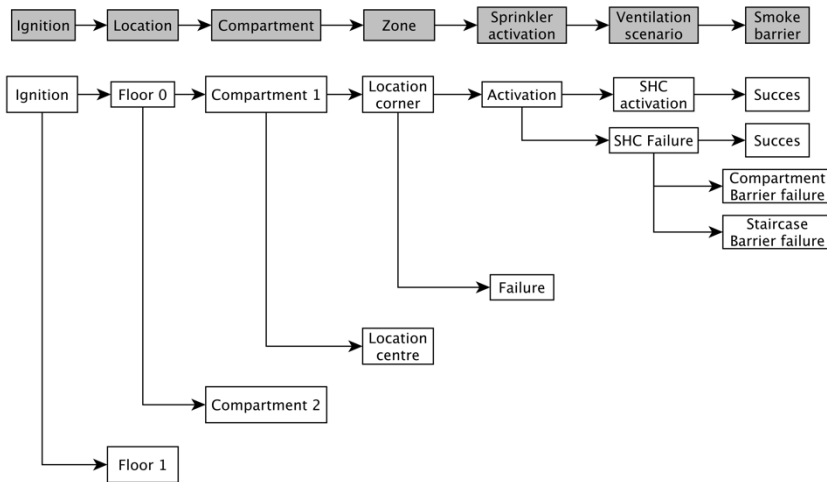 Ignition
Location
Compartment
Zone
Sprinkler
activation
Ventilation
scenario
Smoke
barrier
Ignition
Floor 0
Compartment 1
Location
corner
Activation
SHC
activation
Succes
SHC Failure
Succes
Compartment
Barrier failure
Staircase
Barrier failure
Failure
Location
centre
Compartment 2
Floor 1